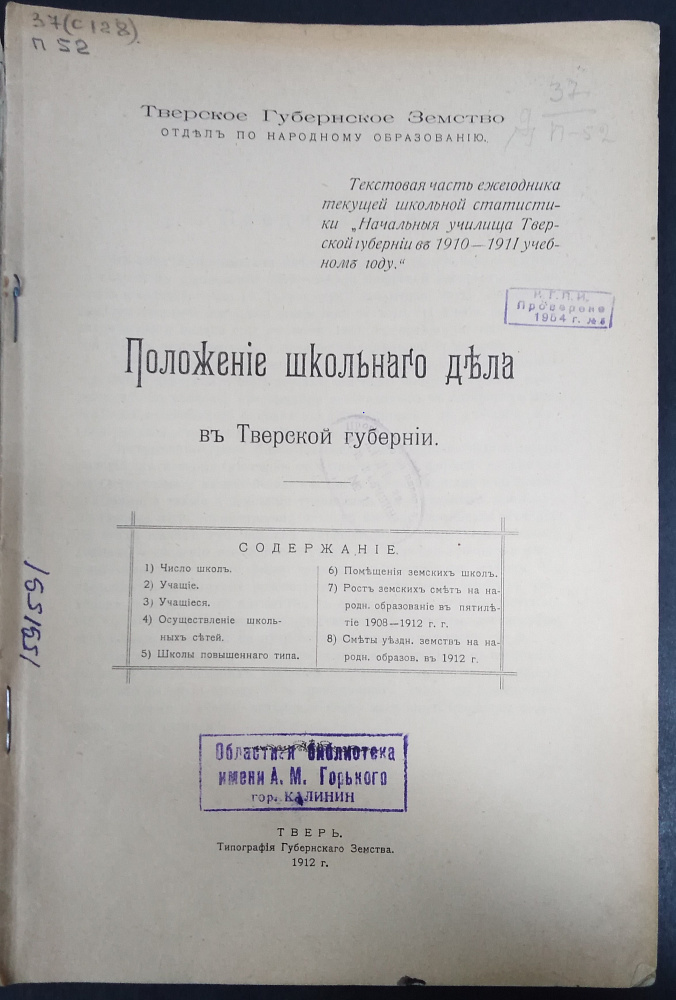 37(с128).
П 52
37
П-52
Тверское Губернское Земство
ОТДѢЛЪ ПО НАРОДНОМУ ОБРАЗОВАНІЮ.
Текстовая часть ежегодника
текущей школьной статисти-
ки „Начальныя училища Твер-
ской губерніи въ 1910—1911 учеб-
номъ году.“
К. Г. П. И.
Проверено
1954 г. № 6
Положеніе школьнаго дѣла
въ Тверской губерніи.
СОДЕРЖАНІЕ.
1) Число школъ.
2) Учащіе.
3) Учащіеся.
4) Осуществленіе школь-
ныхъ сѣтей.
5) Школы повышеннаго типа.
6) Помѣщенія земскихъ школъ.
7) Ростъ земскихъ смѣтъ на на-
родн. образованіе въ пятилѣ-
тіе 1908—1912 г. г.
8) Смѣты уѣздн. земствъ на на-
родн. образов. въ 1912 г.
1551551
Областная библиотека
имени А. М. Горького
гор. КАЛИНИН
ТВЕРЬ.
Типографія Губернскаго Земства.
1912 г.